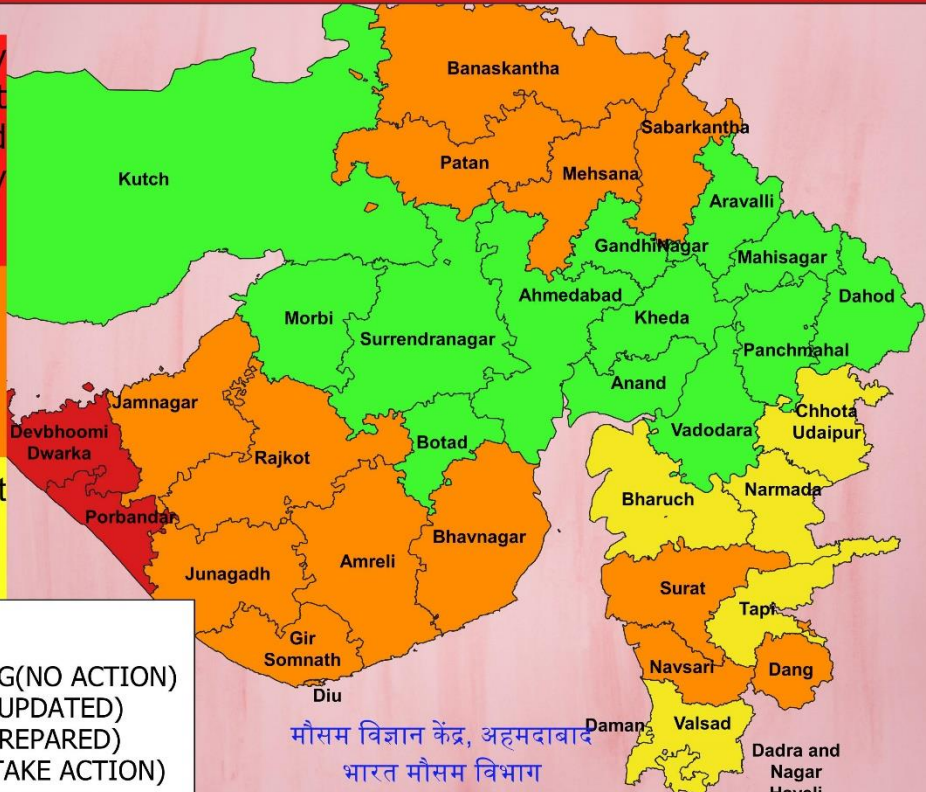 Banaskantha
Sabarkantha
Patan
Mehsana
Kutch
Aravalli
GandhiNagar
Mahisagar
Ahmedabad
Dahod
Morbi
Kheda
Surrendranagar
Panchmahal
Anand
Jamnagar
Chhota
Udaipur
Devbhoomi
Dwarka
Botad
Vadodara
Rajkot
Narmada
Bharuch
Porbandar
Bhavnagar
Amreli
Junagadh
Surat
Tapi
Gir
Somnath
Navsari
Dang
Diu
G(NO ACTION)
UPDATED)
REPARED)
TAKE ACTION)
Daman
Valsad
मौसम विज्ञान केंद्र, अहमदाबाद
भारत मौसम विभाग
Dadra and
Nagar
Haveli